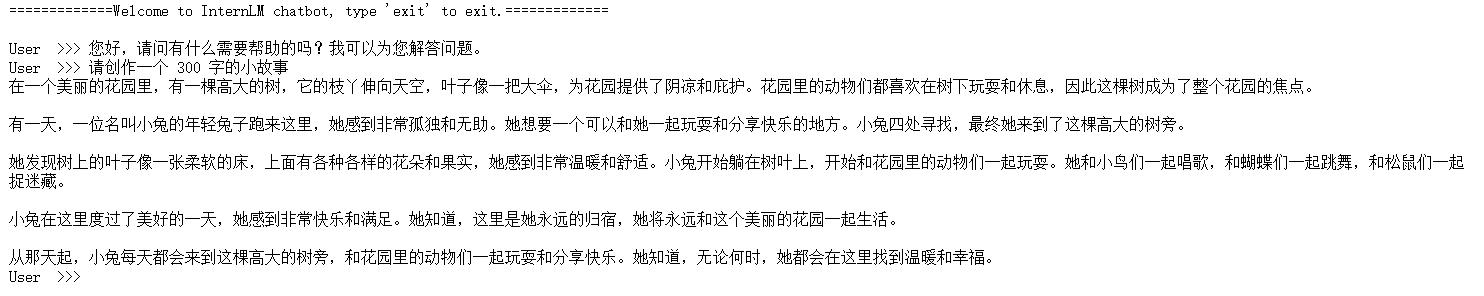 =============Welcome to InternLM chatbot, type 'exit' to exit.=============
User  >>> 您好，请问有什么需要帮助的吗？我可以为您解答问题。
User  >>> 请创作一个 300 字的小故事
在一个美丽的花园里，有一棵高大的树，它的枝丫伸向天空，叶子像一把大伞，为花园提供了阴凉和庇护。花园里的动物们都喜欢在树下玩耍和休息，因此这棵树成为了整个花园的焦点。
有一天，一位名叫小兔的年轻兔子跑来这里，她感到非常孤独和无助。她想要一个可以和她一起玩耍和分享快乐的地方。小兔四处寻找，最终她来到了这棵高大的树旁。
她发现树上的叶子像一张柔软的床，上面有各种各样的花朵和果实，她感到非常温暖和舒适。小兔开始躺在树叶上，开始和花园里的动物们一起玩耍。她和小鸟们一起唱歌，和蝴蝶们一起跳舞，和松鼠们一起
捉迷藏。
小兔在这里度过了美好的一天，她感到非常快乐和满足。她知道，这里是她永远的归宿，她将永远和这个美丽的花园一起生活。
从那天起，小兔每天都会来到这棵高大的树旁，和花园里的动物们一起玩耍和分享快乐。她知道，无论何时，她都会在这里找到温暖和幸福。
User  >>>